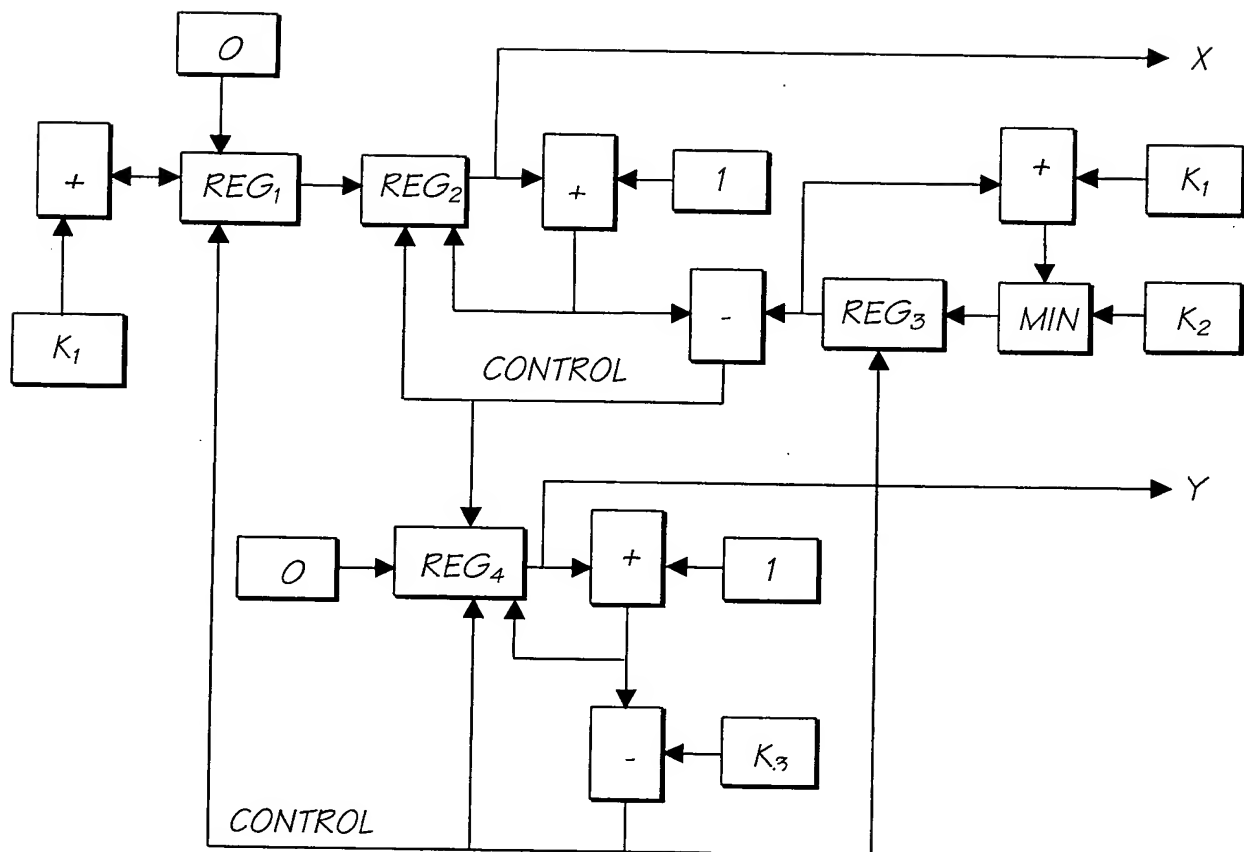 0
X
+
REG₁
REG₂
+
1
+
K₁
K₁
-
REG₃
MIN
K₂
CONTROL
Y
0
REG₄
+
1
-
K₃
CONTROL